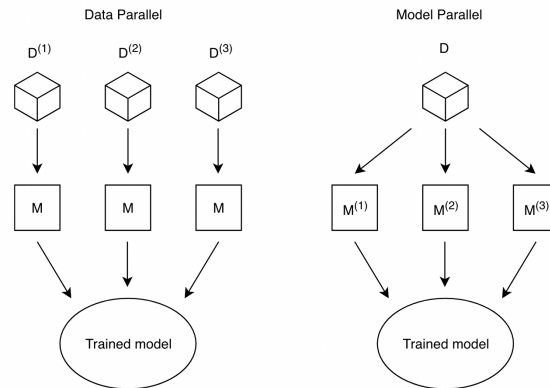 Data Parallel
Model Parallel
D⁽¹⁾
D⁽²⁾
D⁽³⁾
D
M
M
M
M⁽¹⁾
M⁽²⁾
M⁽³⁾
Trained model
Trained model